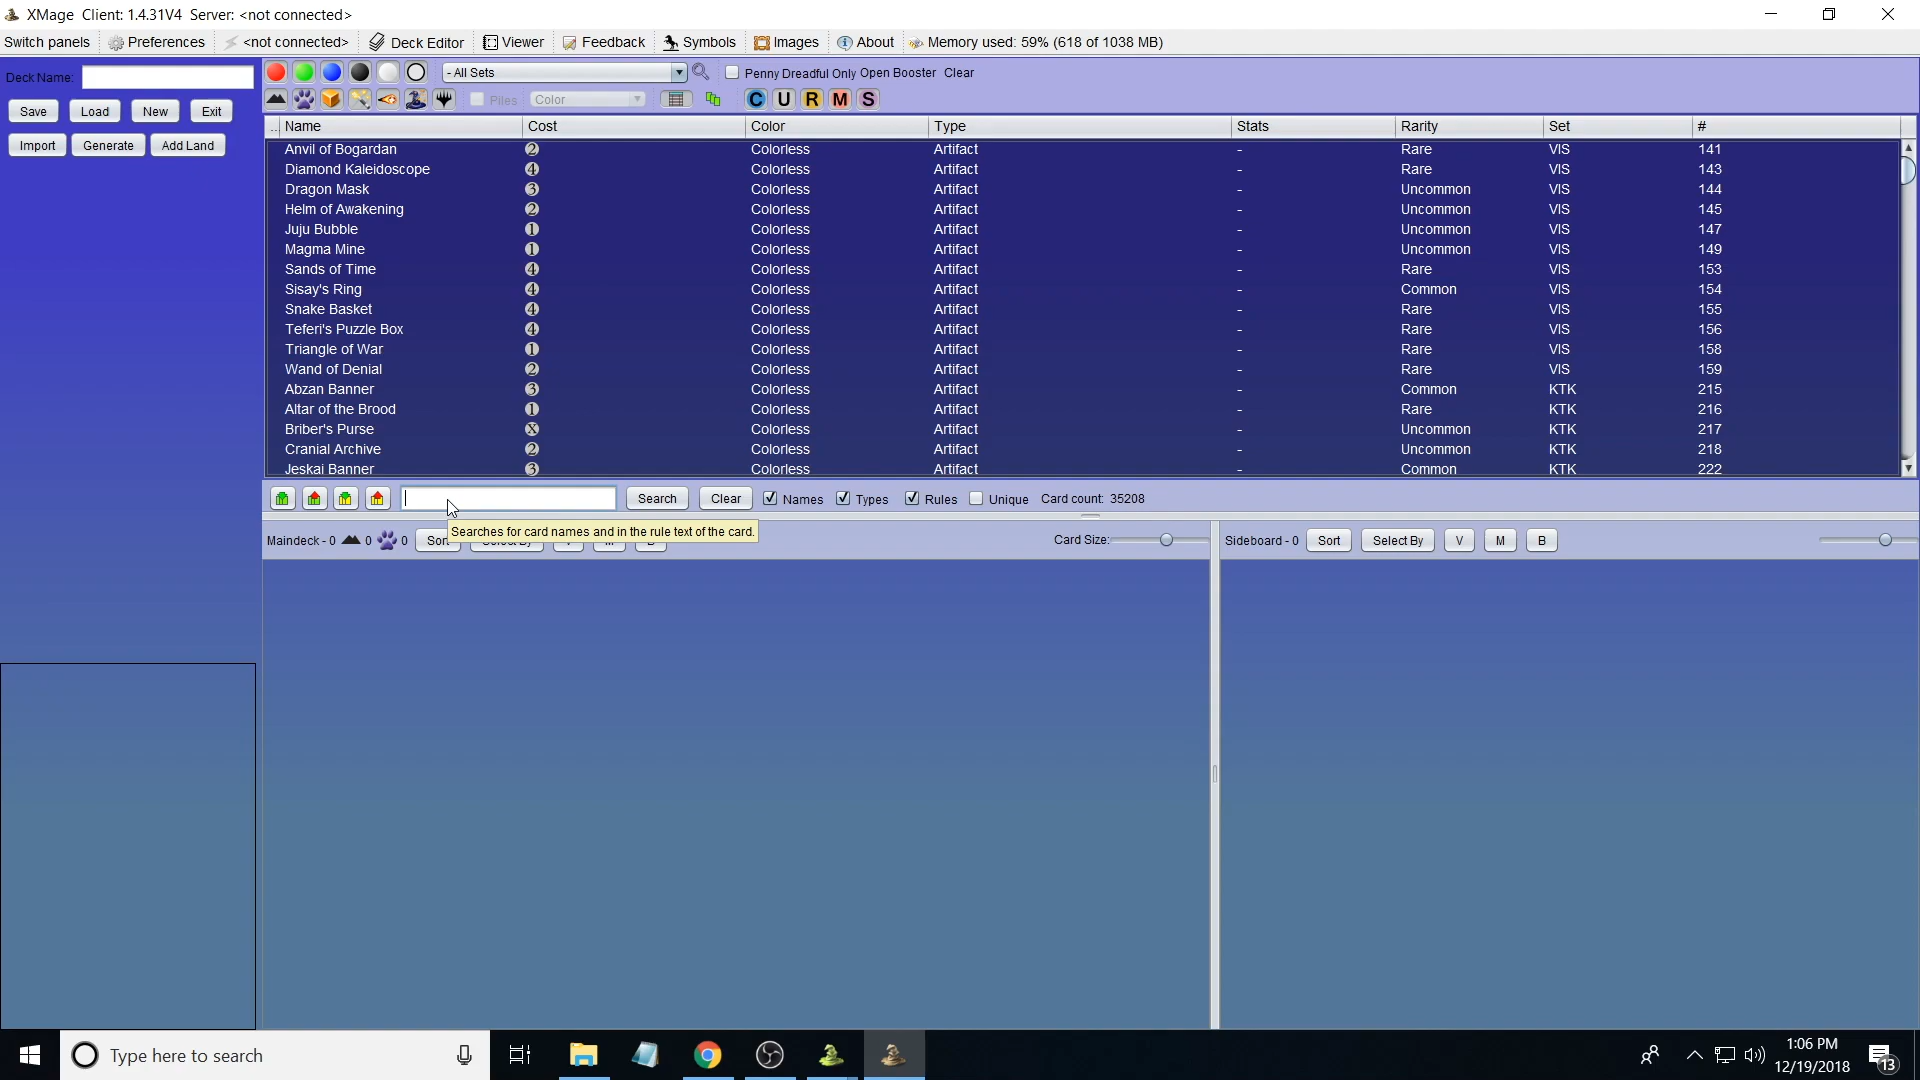 XMage Client: 1.4.31V4 Server: <not connected>
Switch panels Preferences <not connected> Deck Editor Viewer Feedback Symbols Images About Memory used: 59% (618 of 1038 MB)
Deck Name: - All Sets Penny Dreadful Only Open Booster Clear
Save Load New Exit Piles Color C U R M S
Import Generate Add Land
... Name Cost Color Type Stats Rarity Set #
Anvil of Bogardan 2 Colorless Artifact - Rare VIS 141
Diamond Kaleidoscope 4 Colorless Artifact - Rare VIS 143
Dragon Mask 3 Colorless Artifact - Uncommon VIS 144
Helm of Awakening 2 Colorless Artifact - Uncommon VIS 145
Juju Bubble 1 Colorless Artifact - Uncommon VIS 147
Magma Mine 1 Colorless Artifact - Uncommon VIS 149
Sands of Time 4 Colorless Artifact - Rare VIS 153
Sisay's Ring 4 Colorless Artifact - Common VIS 154
Snake Basket 4 Colorless Artifact - Rare VIS 155
Teferi's Puzzle Box 4 Colorless Artifact - Rare VIS 156
Triangle of War 1 Colorless Artifact - Rare VIS 158
Wand of Denial 2 Colorless Artifact - Rare VIS 159
Abzan Banner 3 Colorless Artifact - Common KTK 215
Altar of the Brood 1 Colorless Artifact - Rare KTK 216
Briber's Purse X Colorless Artifact - Uncommon KTK 217
Cranial Archive 2 Colorless Artifact - Uncommon KTK 218
Jeskai Banner 3 Colorless Artifact - Common KTK 222
Search Clear Names Types Rules Unique Card count: 35208
Searches for card names and in the rule text of the card.
Maindeck - 0 0 0 Card Size: Sideboard - 0 Sort Select By V M B
Type here to search
1:06 PM
12/19/2018
13